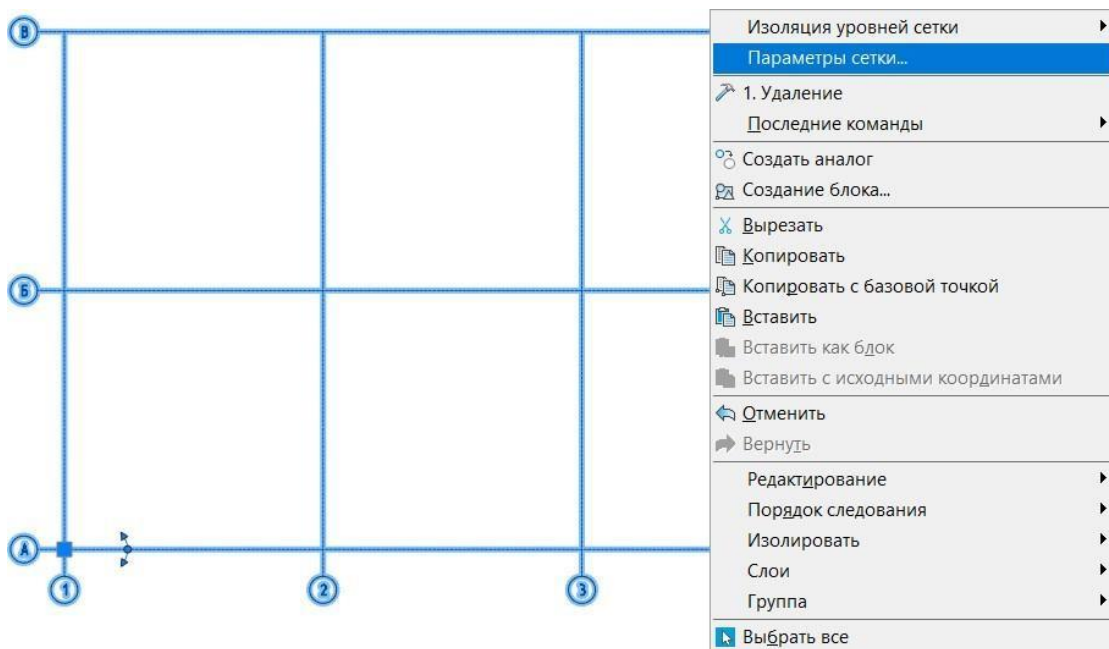 В
Б
А
1
2
3
Изоляция уровней сетки
Параметры сетки...
1. Удаление
Последние команды
Создать аналог
Создание блока...
Вырезать
Копировать
Копировать с базовой точкой
Вставить
Вставить как блок
Вставить с исходными координатами
Отменить
Вернуть
Редактирование
Порядок следования
Изолировать
Слои
Группа
Выбрать все